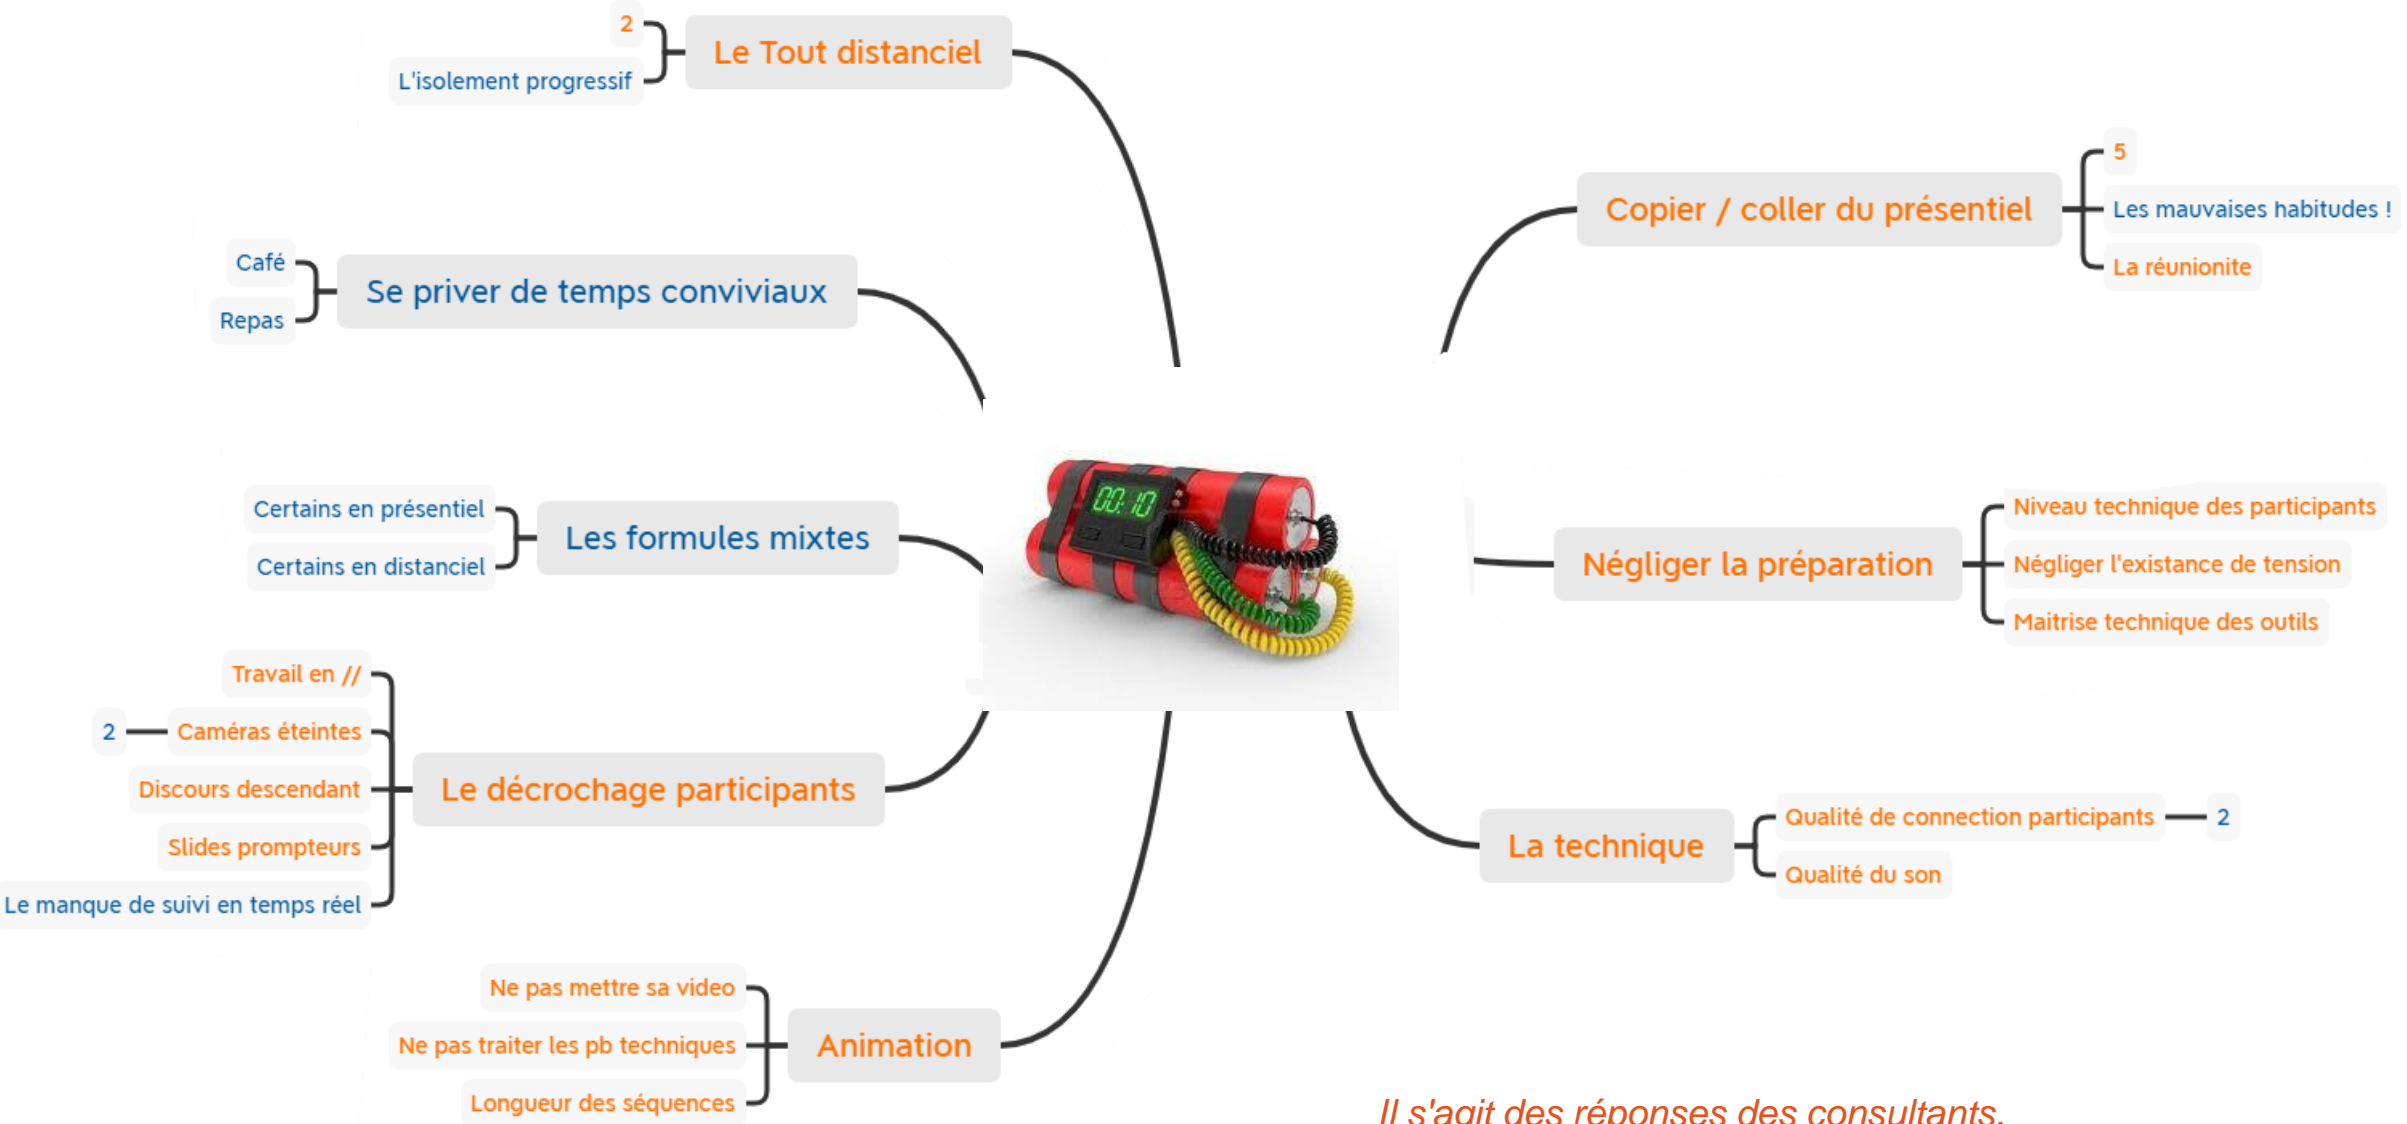 2
Le Tout distanciel
L'isolement progressif
Copier / coller du présentiel
5
Les mauvaises habitudes !
La réunionite
Café
Se priver de temps conviviaux
Repas
Certains en présentiel
Les formules mixtes
Certains en distanciel
00:10
Négliger la préparation
Niveau technique des participants
Négliger l'existance de tension
Maitrise technique des outils
Travail en //
2
Caméras éteintes
Discours descendant
Le décrochage participants
Slides prompteurs
Le manque de suivi en temps réel
La technique
Qualité de connection participants
2
Qualité du son
Ne pas mettre sa video
Ne pas traiter les pb techniques
Animation
Longueur des séquences
Il s'agit des réponses des consultants.